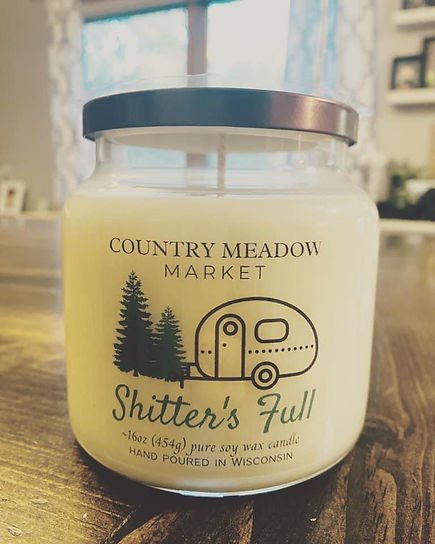 COUNTRY MEADOW
MARKET
Shitter's Full
~16oz (454g) pure soy wax candle
HAND POURED IN WISCONSIN